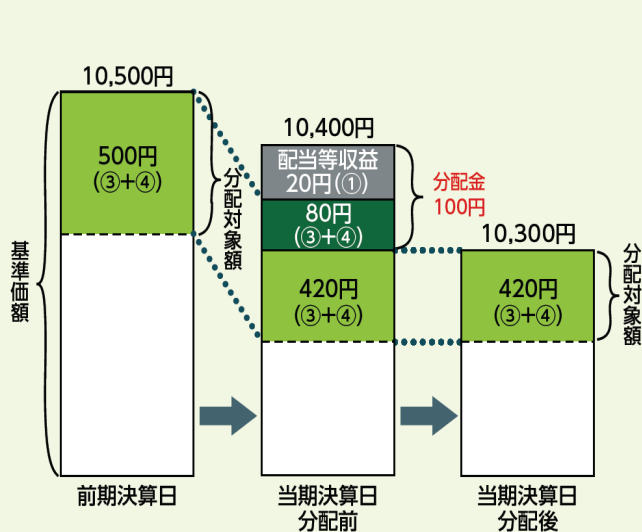 10,500円
500円
(③+④)
分配対象額
基準価額
前期決算日
10,400円
配当等収益
20円(①)
80円
(③+④)
420円
(③+④)
分配金
100円
当期決算日
分配前
10,300円
420円
(③+④)
分配対象額
当期決算日
分配後